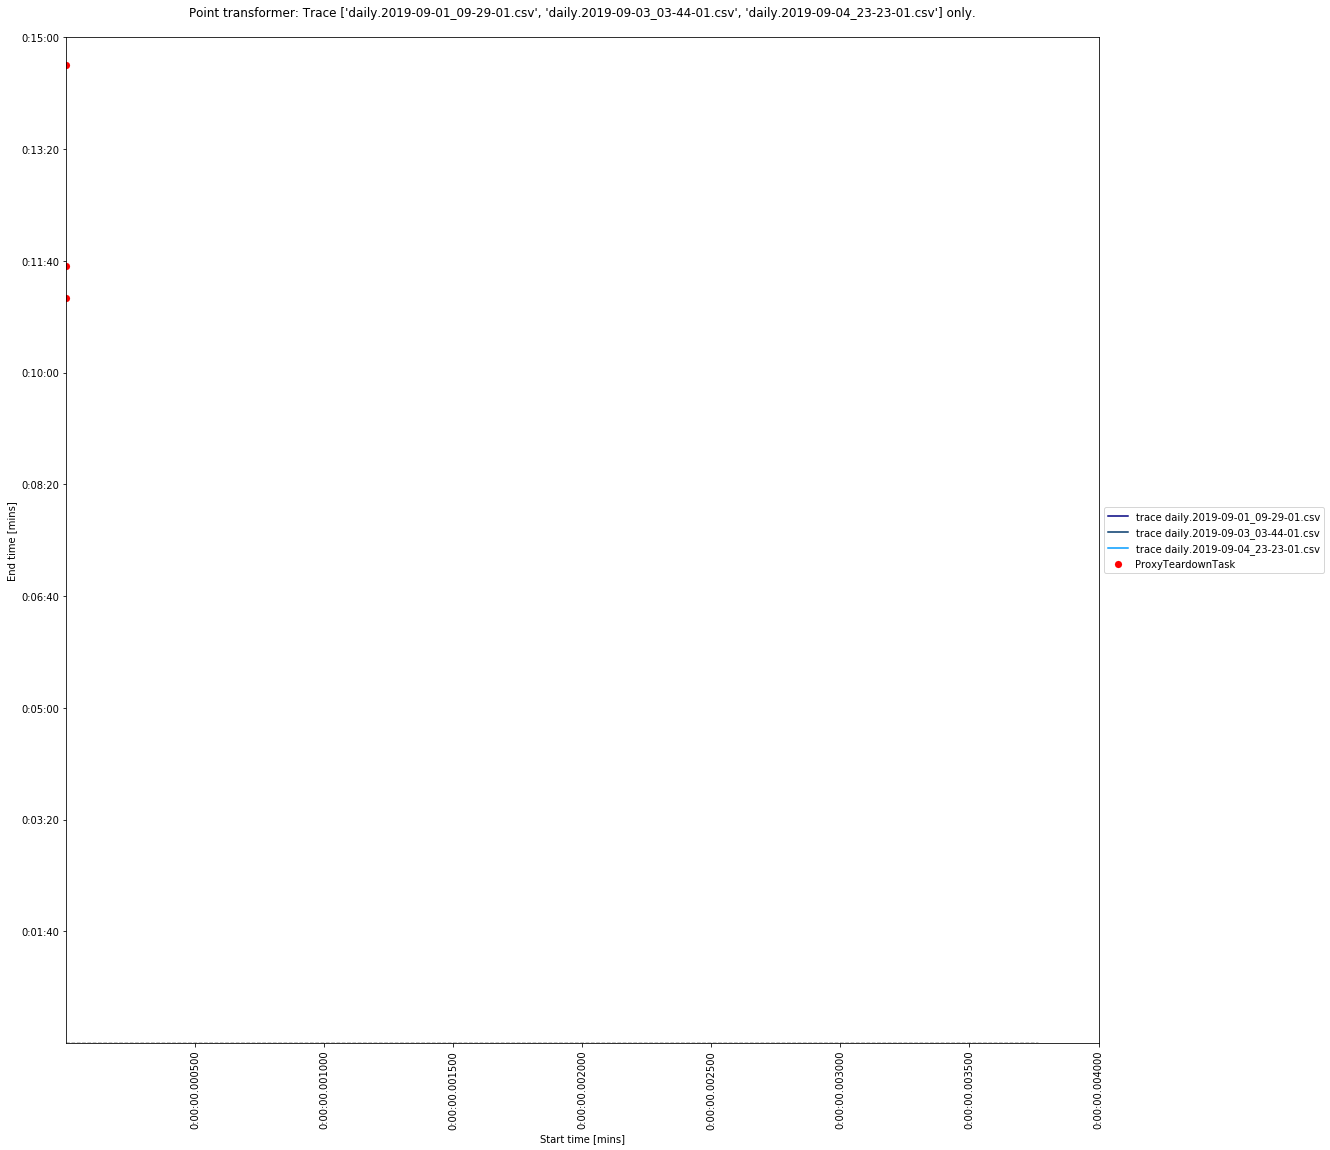 Point transformer: Trace ['daily.2019-09-01_09-29-01.csv', 'daily.2019-09-03_03-44-01.csv', 'daily.2019-09-04_23-23-01.csv'] only.
0:15:00
0:13:20
0:11:40
0:10:00
0:08:20
0:06:40
0:05:00
0:03:20
0:01:40
End time [mins]
trace daily.2019-09-01_09-29-01.csv
trace daily.2019-09-03_03-44-01.csv
trace daily.2019-09-04_23-23-01.csv
ProxyTeardownTask
0:00:00.000500
0:00:00.001000
0:00:00.001500
0:00:00.002000
0:00:00.002500
0:00:00.003000
0:00:00.003500
0:00:00.004000
Start time [mins]